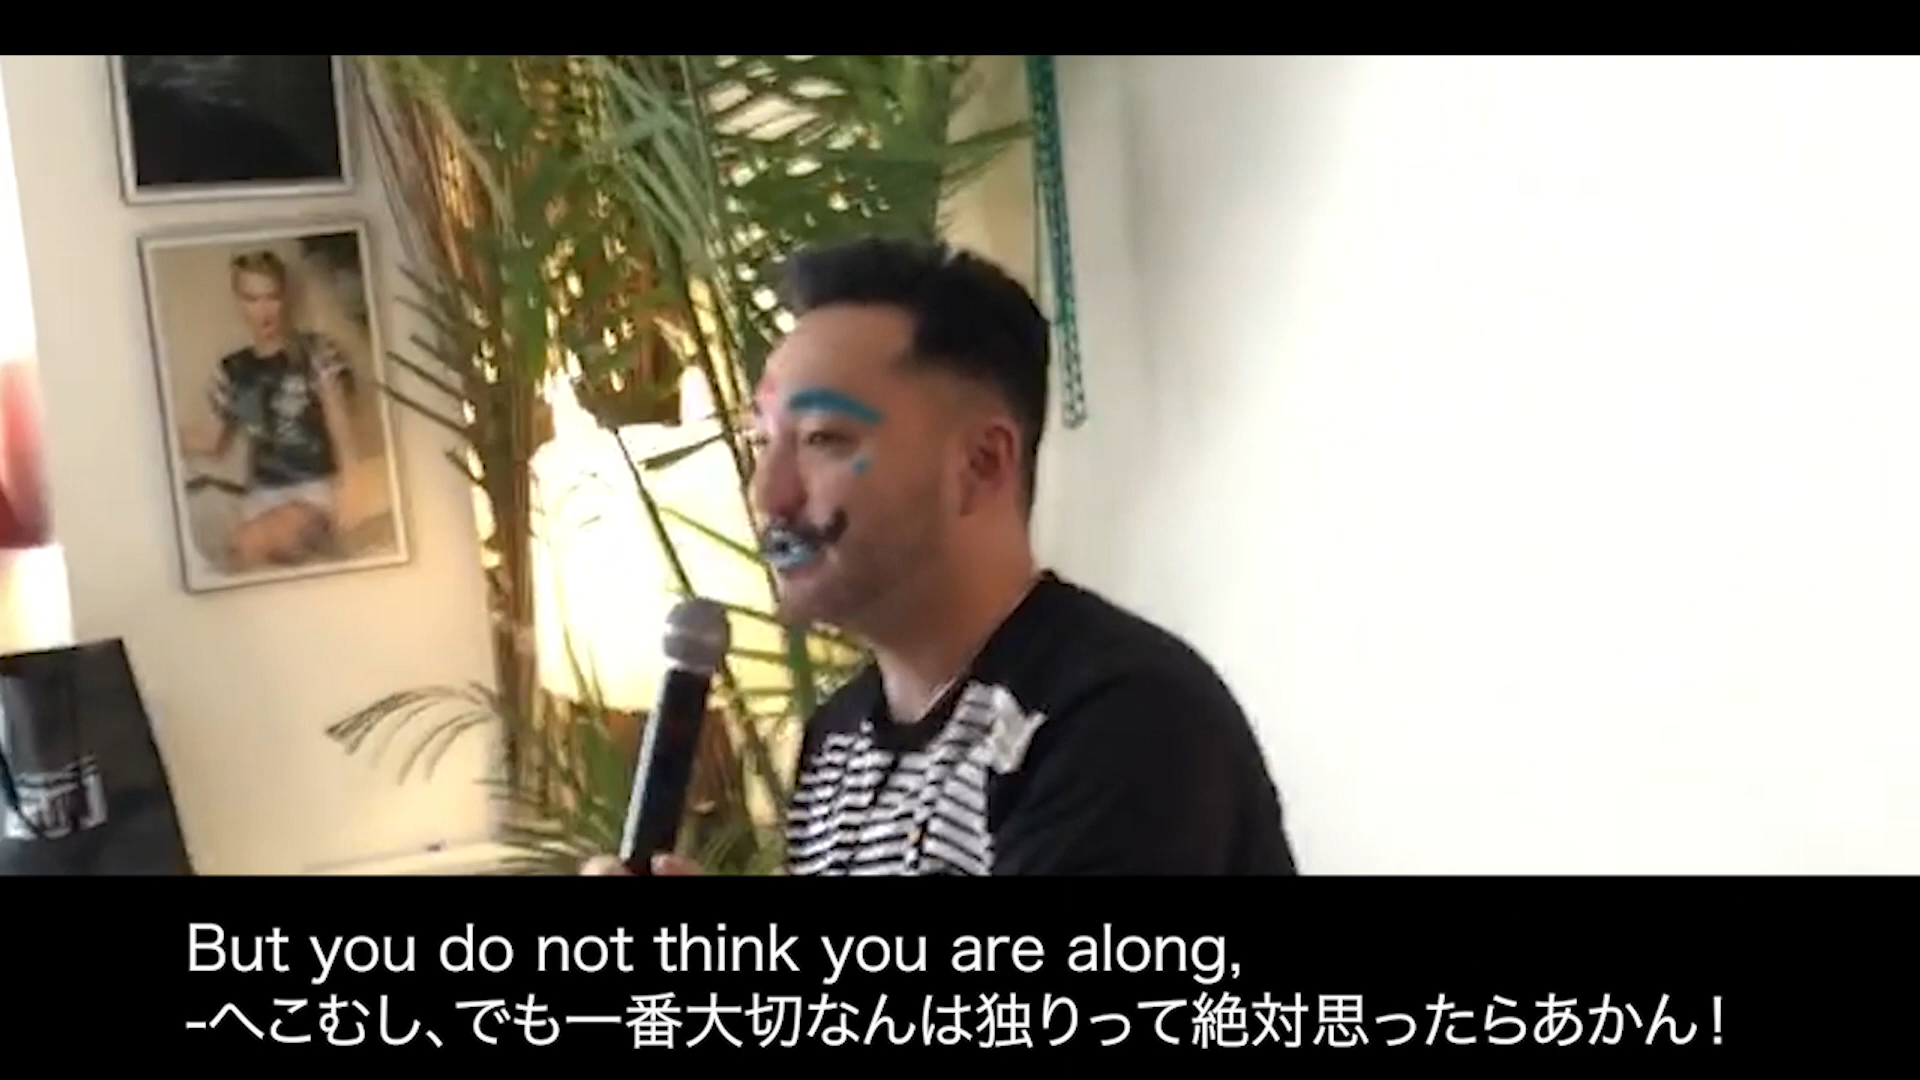 But you do not think you are along,
-へこむし、でも一番大切なんは独りって絶対思ったらあかん！